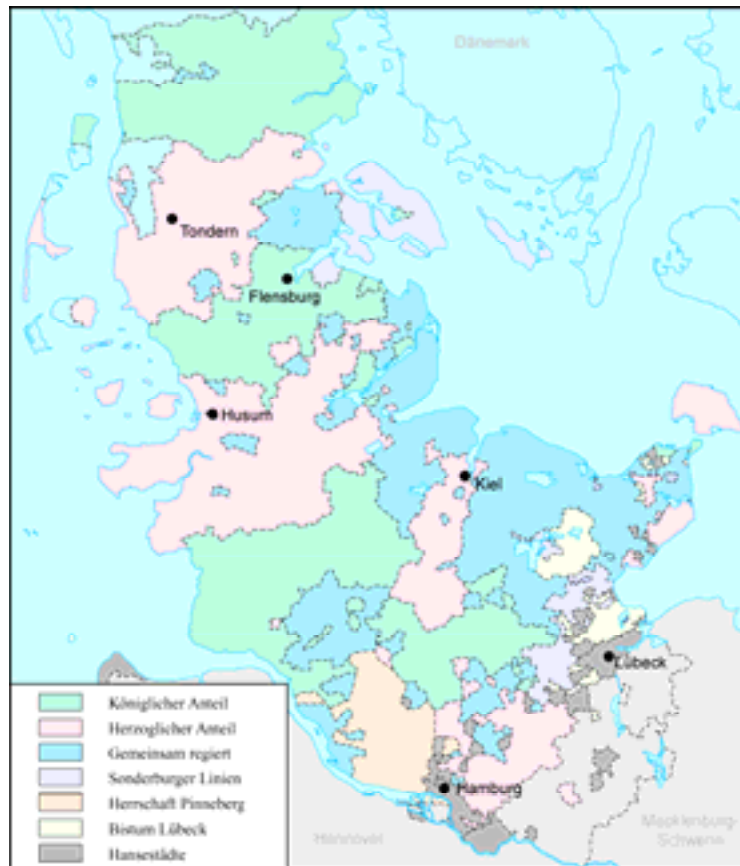 Dänemark
Tondern
Flensburg
Husum
Kiel
Lübeck
Königlicher Anteil
Herzoglicher Anteil
Gemeinsam regiert
Sonderburger Linien
Herrschaft Pinneberg
Bistum Lübeck
Hansestädte
Hamburg
Hannover
Mecklenburg-
Schwerin